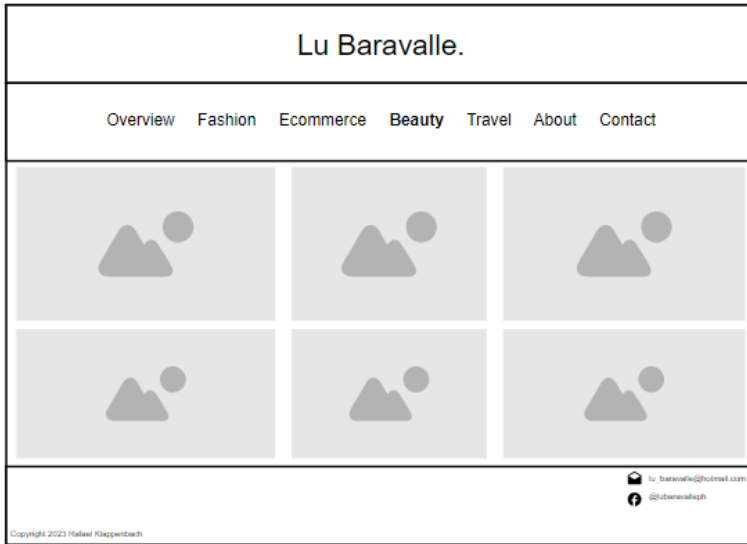 Lu Baravalle.
Overview Fashion Ecommerce Beauty Travel About Contact
lu_baravalle@hotmail.com
@lubaravalleph
Copyright 2023 Rafael Klappenbach